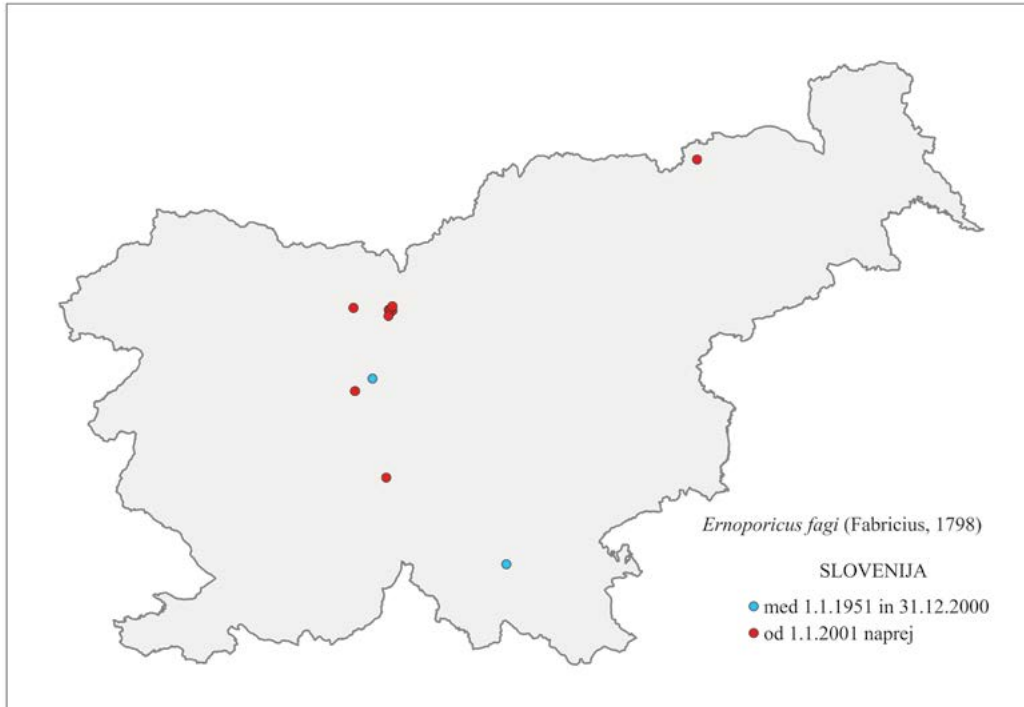 Ernoporicus fagi (Fabricius, 1798)
SLOVENIJA
med 1.1.1951 in 31.12.2000
od 1.1.2001 naprej